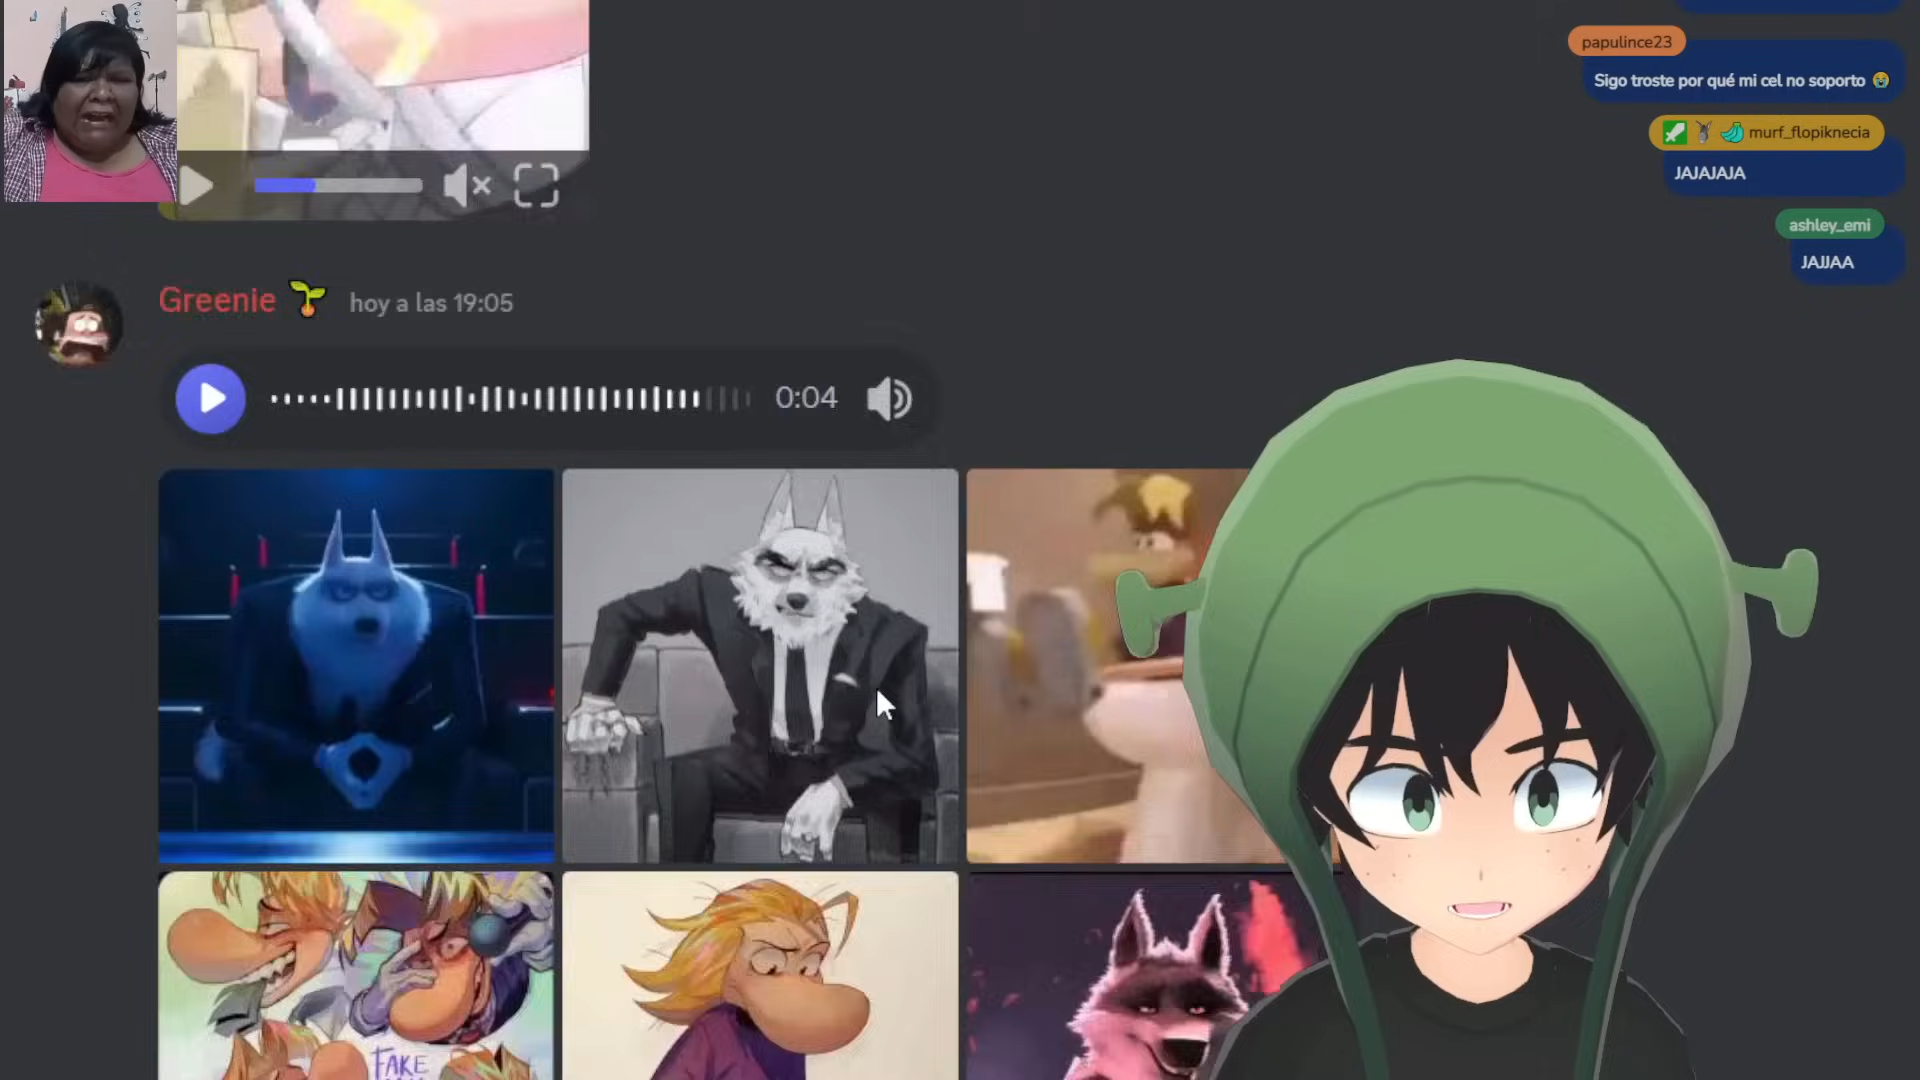 papulince23
Sigo troste por qué mi cel no soporto 😭
murf_flopiknecia
JAJAJAJA
ashley_emi
JAJJAA
Greenie 🌱 hoy a las 19:05
0:04
FAKE